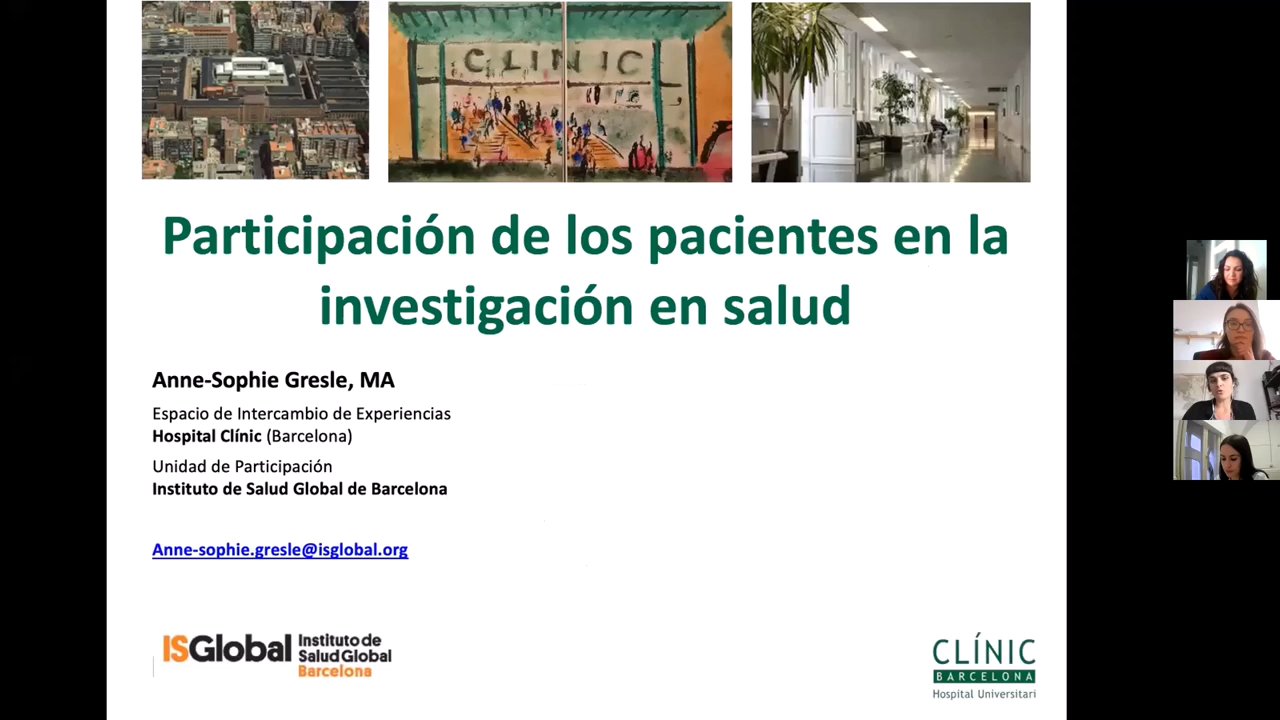 CLINIC
Participación de los pacientes en la
investigación en salud
Anne-Sophie Gresle, MA
Espacio de Intercambio de Experiencias
Hospital Clínic (Barcelona)
Unidad de Participación
Instituto de Salud Global de Barcelona
Anne-sophie.gresle@isglobal.org
ISGlobal Instituto de
Salud Global
Barcelona
CLÍNIC
BARCELONA
Hospital Universitari